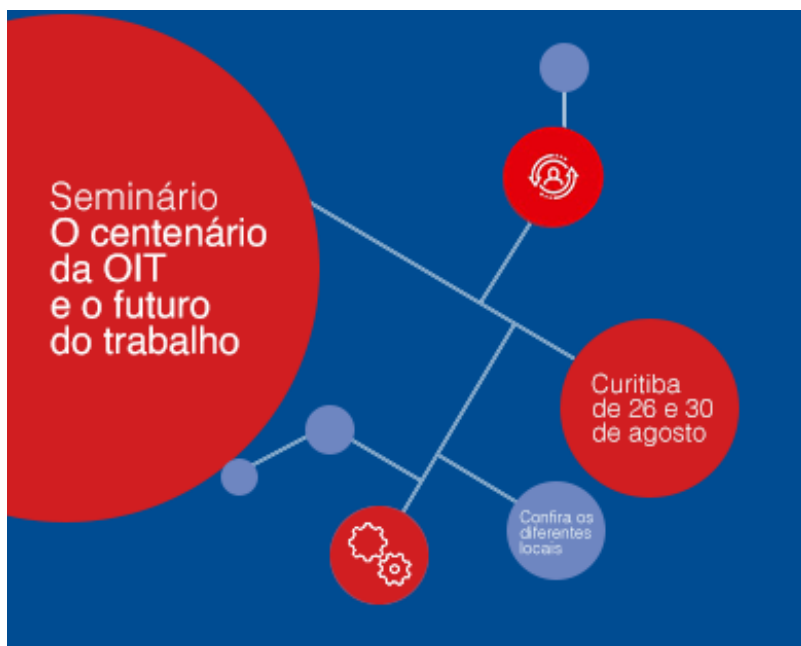 Seminário
O centenário
da OIT
e o futuro
do trabalho
Curitiba
de 26 e 30
de agosto
Confira os
diferentes
locais